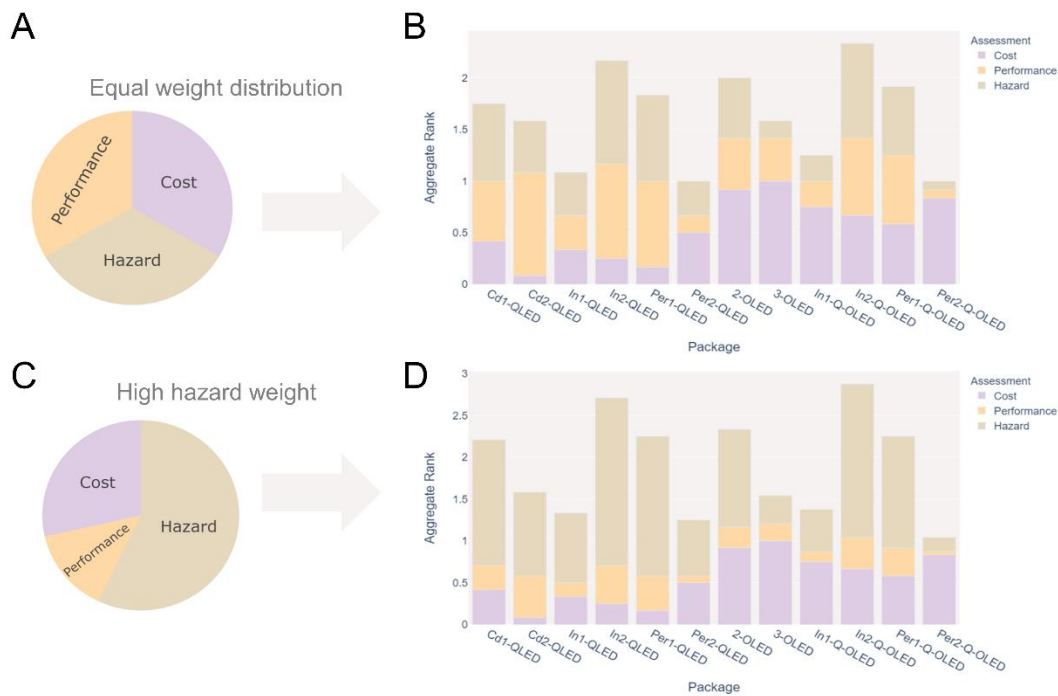 A
Equal weight distribution
Performance
Cost
Hazard
B
Aggregate Rank
2
1.5
1
0.5
0
Cd1-QLED
Cd2-QLED
In1-QLED
In2-QLED
Per1-QLED
Per2-QLED
2-OLED
3-OLED
In1-Q-OLED
In2-Q-OLED
Per1-Q-OLED
Per2-Q-OLED
Package
Assessment
Cost
Performance
Hazard
C
High hazard weight
Cost
Performance
Hazard
D
Aggregate Rank
3
2.5
2
1.5
1
0.5
0
Cd1-QLED
Cd2-QLED
In1-QLED
In2-QLED
Per1-QLED
Per2-QLED
2-OLED
3-OLED
In1-Q-OLED
In2-Q-OLED
Per1-Q-OLED
Per2-Q-OLED
Package
Assessment
Cost
Performance
Hazard